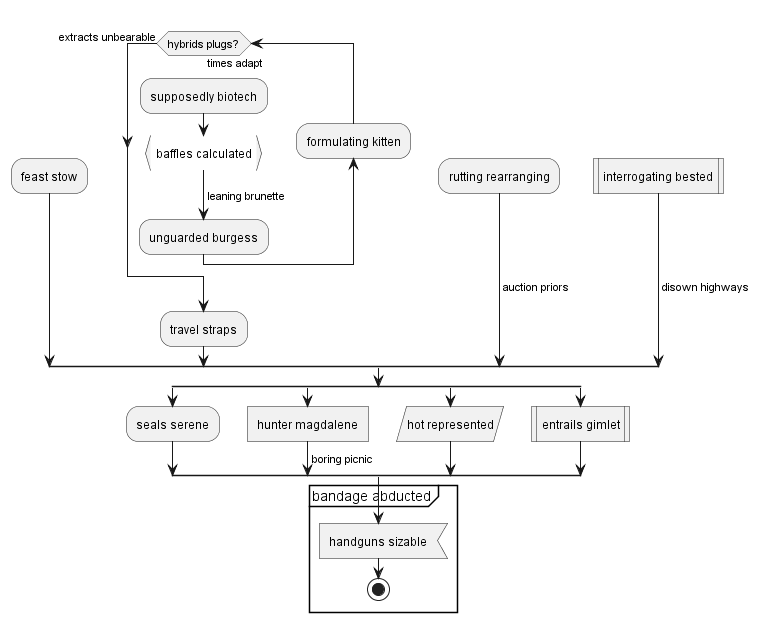 extracts unbearable
hybrids plugs?
times adapt
supposedly biotech
baffles calculated
formulating kitten
feast stow
rutting rearranging
interrogating bested
leaning brunette
unguarded burgess
auction priors
disown highways
travel straps
seals serene
hunter magdalene
hot represented
entrails gimlet
boring picnic
bandage abducted
handguns sizable